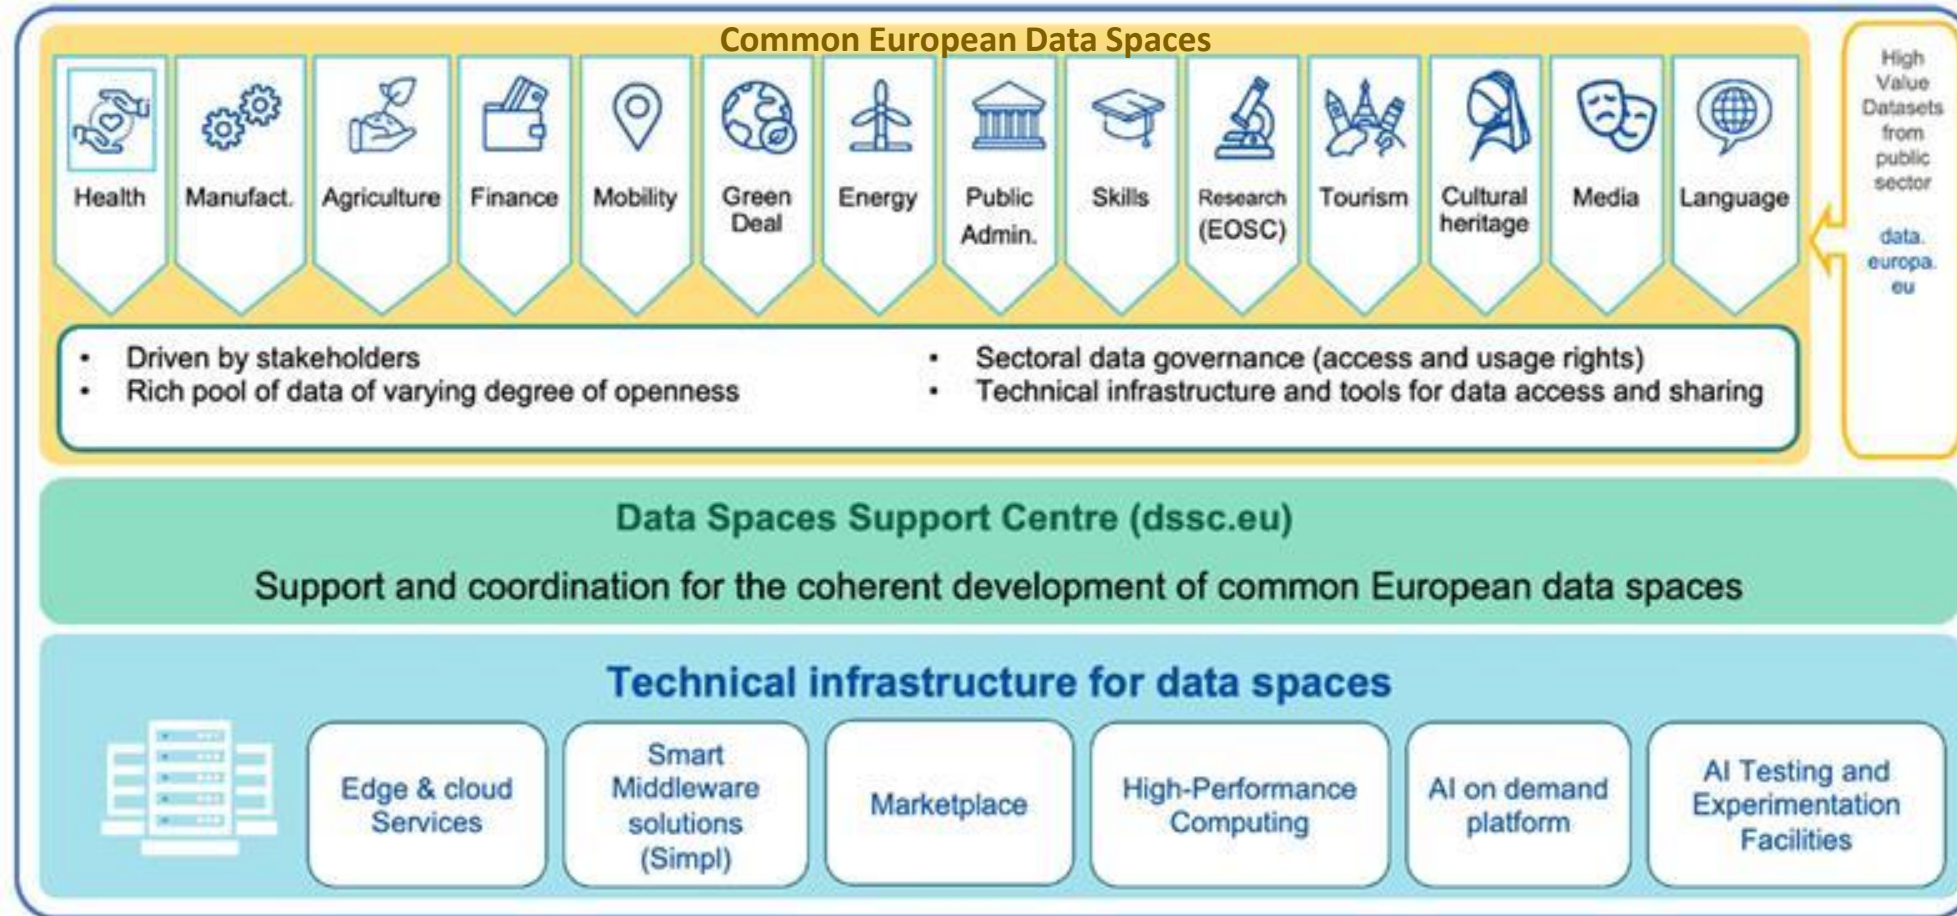 Common European Data Spaces
Health
Manufact.
Agriculture
Finance
Mobility
Green
Deal
Energy
Public
Admin.
Skills
Research
(EOSC)
Tourism
Cultural
heritage
Media
Language
High
Value
Datasets
from
public
sector
data.
europa.
eu
• Driven by stakeholders
• Rich pool of data of varying degree of openness
• Sectoral data governance (access and usage rights)
• Technical infrastructure and tools for data access and sharing
Data Spaces Support Centre (dssc.eu)
Support and coordination for the coherent development of common European data spaces
Technical infrastructure for data spaces
Edge & cloud
Services
Smart
Middleware
solutions
(Simpl)
Marketplace
High-Performance
Computing
AI on demand
platform
AI Testing and
Experimentation
Facilities